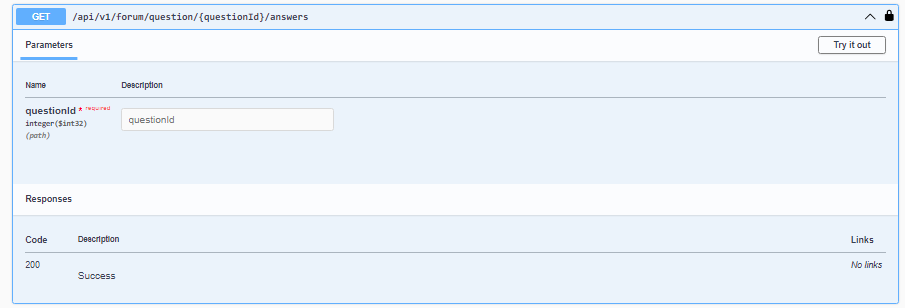 GET /api/v1/forum/question/{questionId}/answers
Parameters Try it out
Name Description
questionId * required
integer($int32)
(path)
questionId
Responses
Code Description Links
200 No links
Success